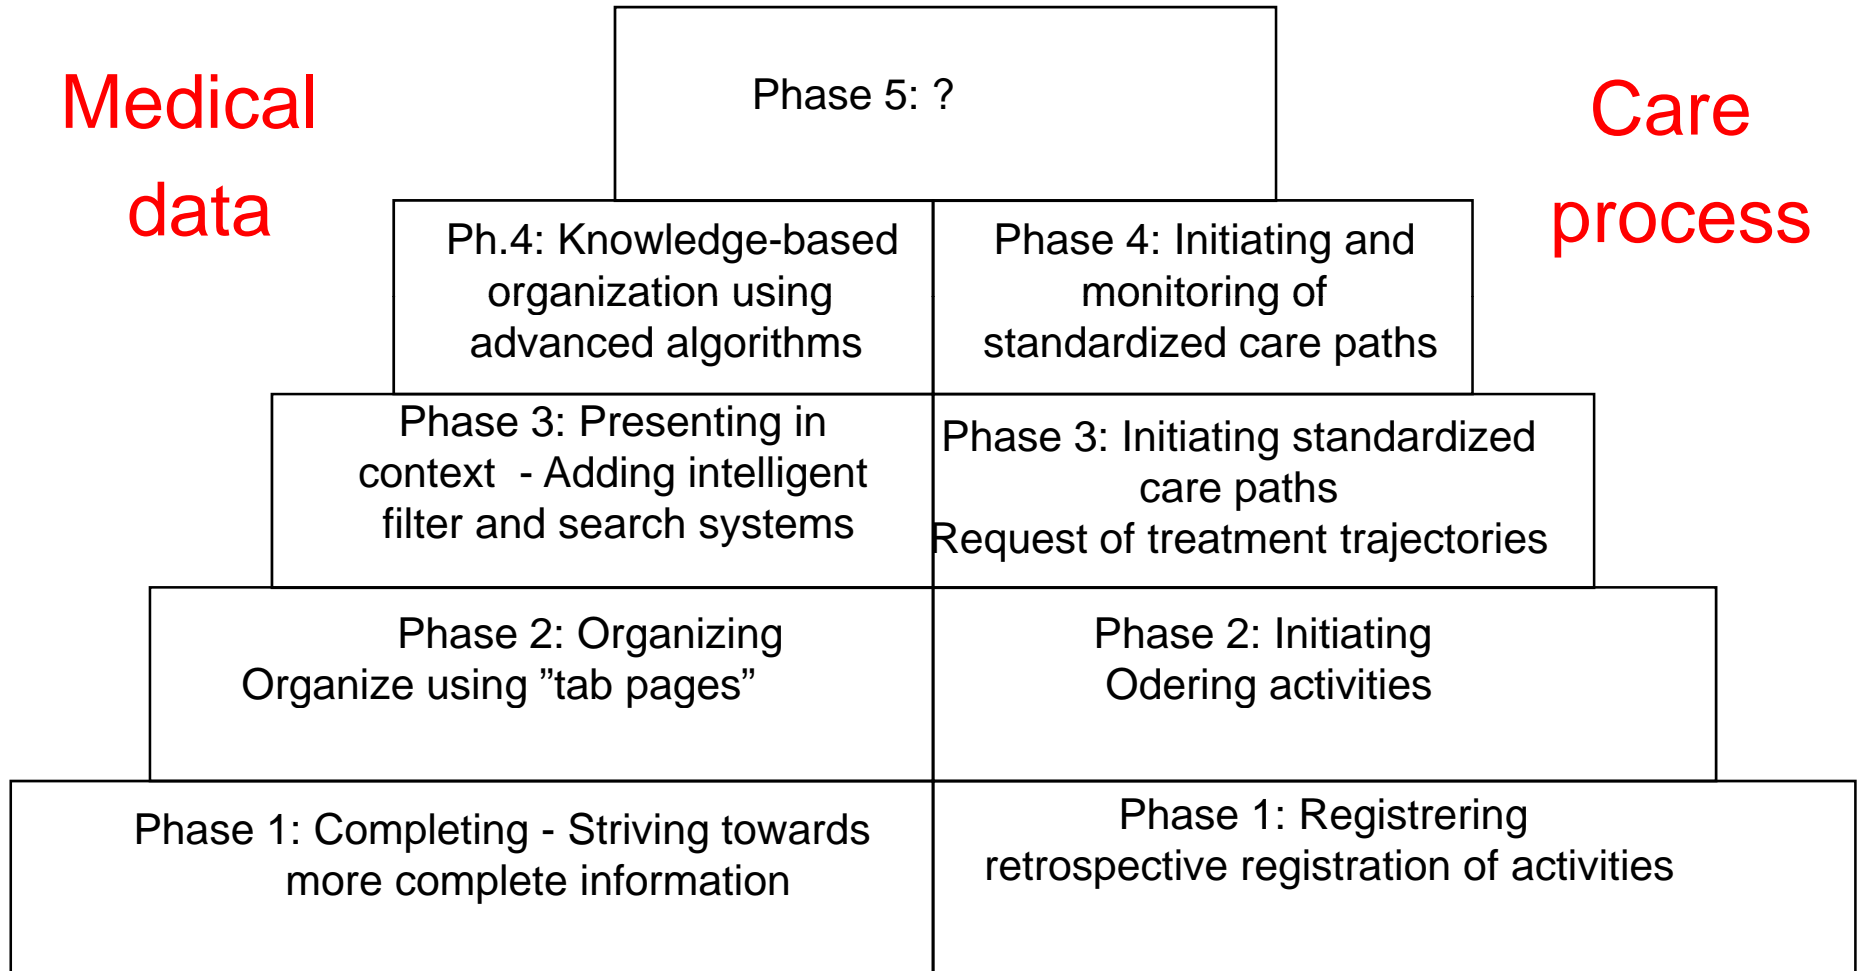 Medical
data
Care
process
Phase 5: ?
Ph.4: Knowledge-based
organization using
advanced algorithms
Phase 4: Initiating and
monitoring of
standardized care paths
Phase 3: Presenting in
context  - Adding intelligent
filter and search systems
Phase 3: Initiating standardized
care paths
Request of treatment trajectories
Phase 2: Organizing
Organize using ”tab pages”
Phase 2: Initiating
Odering activities
Phase 1: Completing - Striving towards
more complete information
Phase 1: Registrering
retrospective registration of activities